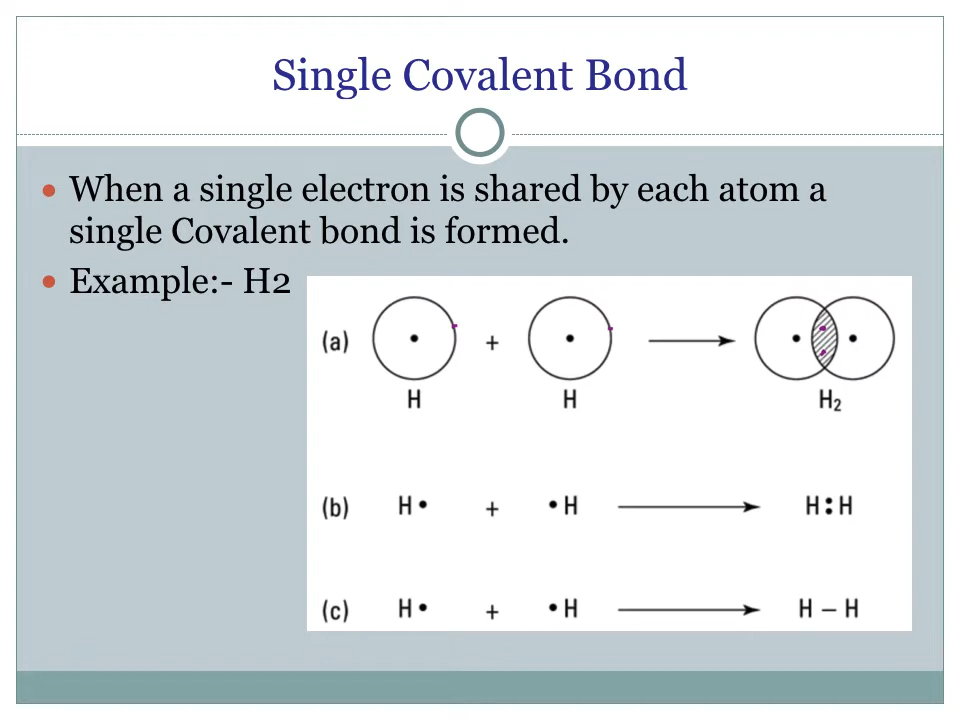 Single Covalent Bond
When a single electron is shared by each atom a
single Covalent bond is formed.
Example:- H2
(a) +
H H H₂
(b) H• + •H H:H
(c) H• + •H H – H